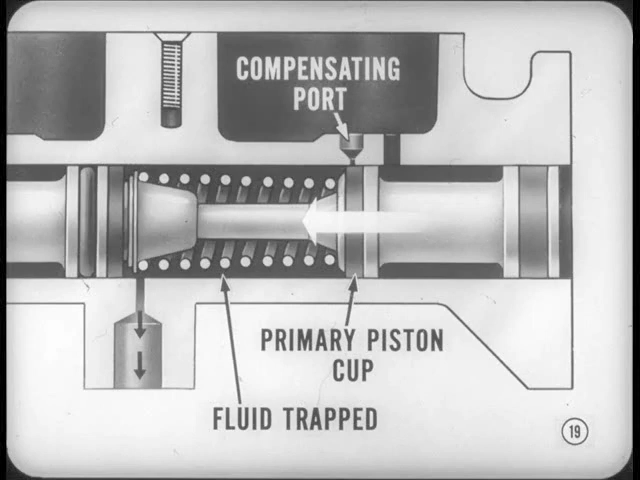 COMPENSATING
PORT
PRIMARY PISTON
CUP
FLUID TRAPPED
19